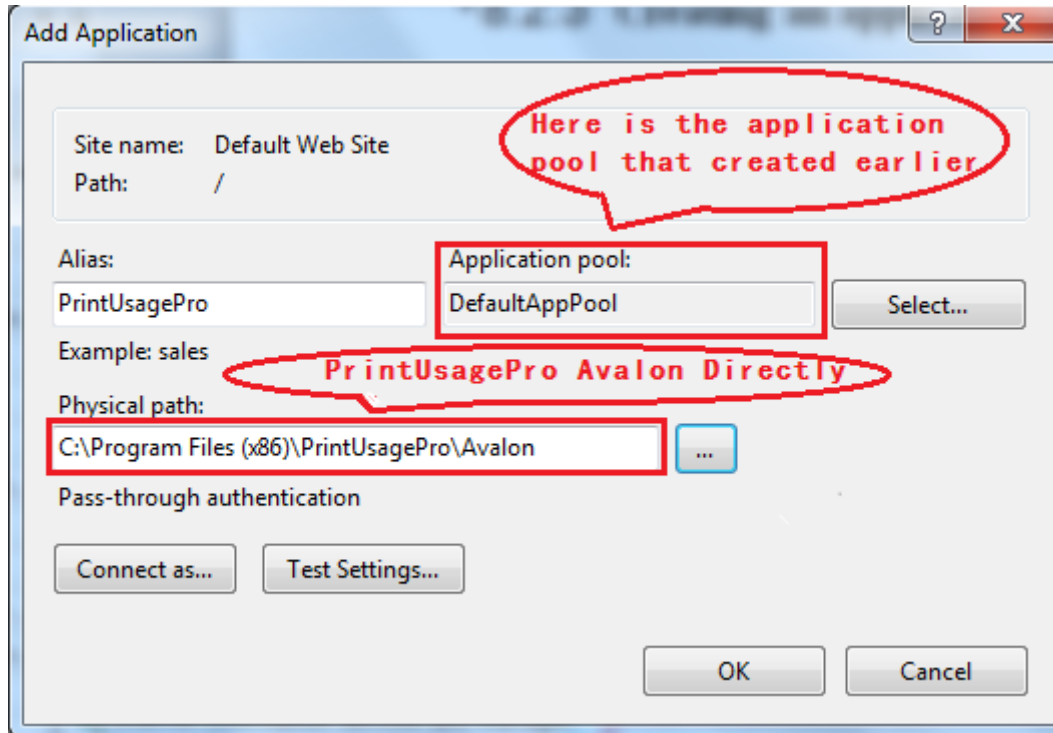 Add Application
Here is the application
pool that created earlier
Site name: Default Web Site
Path: /
Alias:
Application pool:
PrintUsagePro
DefaultAppPool
Select...
Example: sales
PrintUsagePro Avalon Directly
Physical path:
C:\Program Files (x86)\PrintUsagePro\Avalon
...
Pass-through authentication
Connect as...
Test Settings...
OK
Cancel